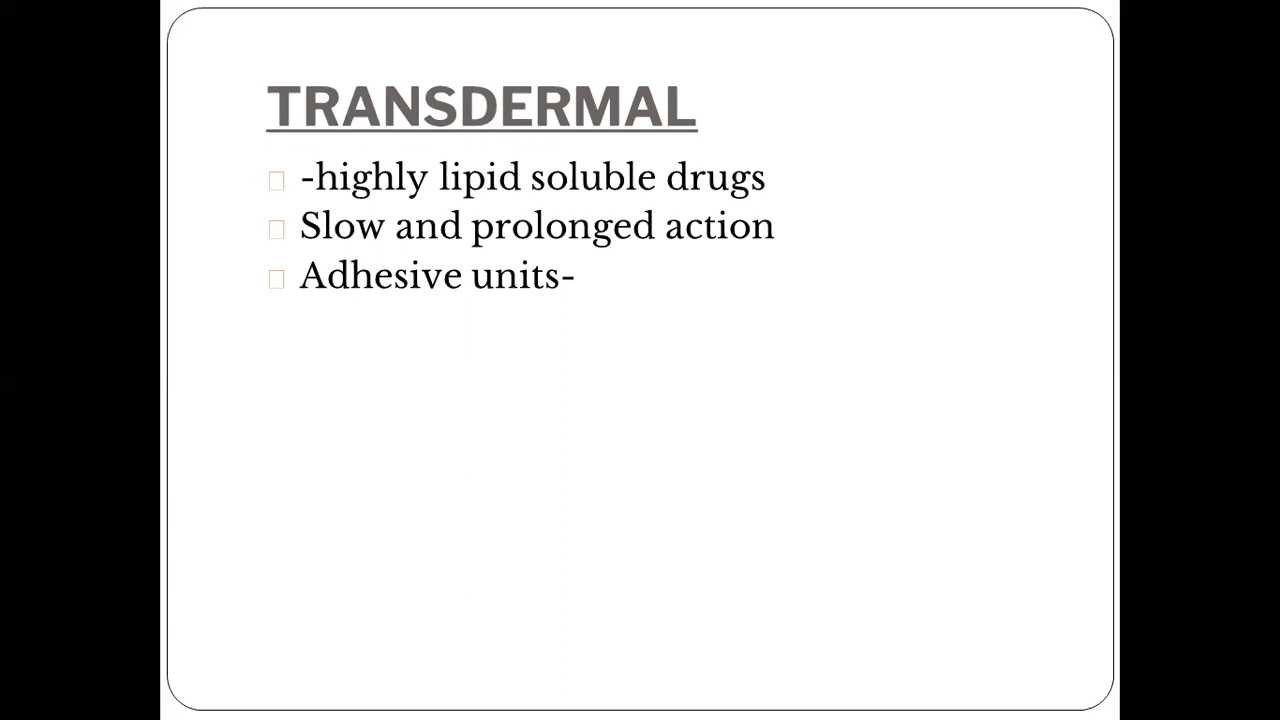 TRANSDERMAL
-highly lipid soluble drugs
Slow and prolonged action
Adhesive units-